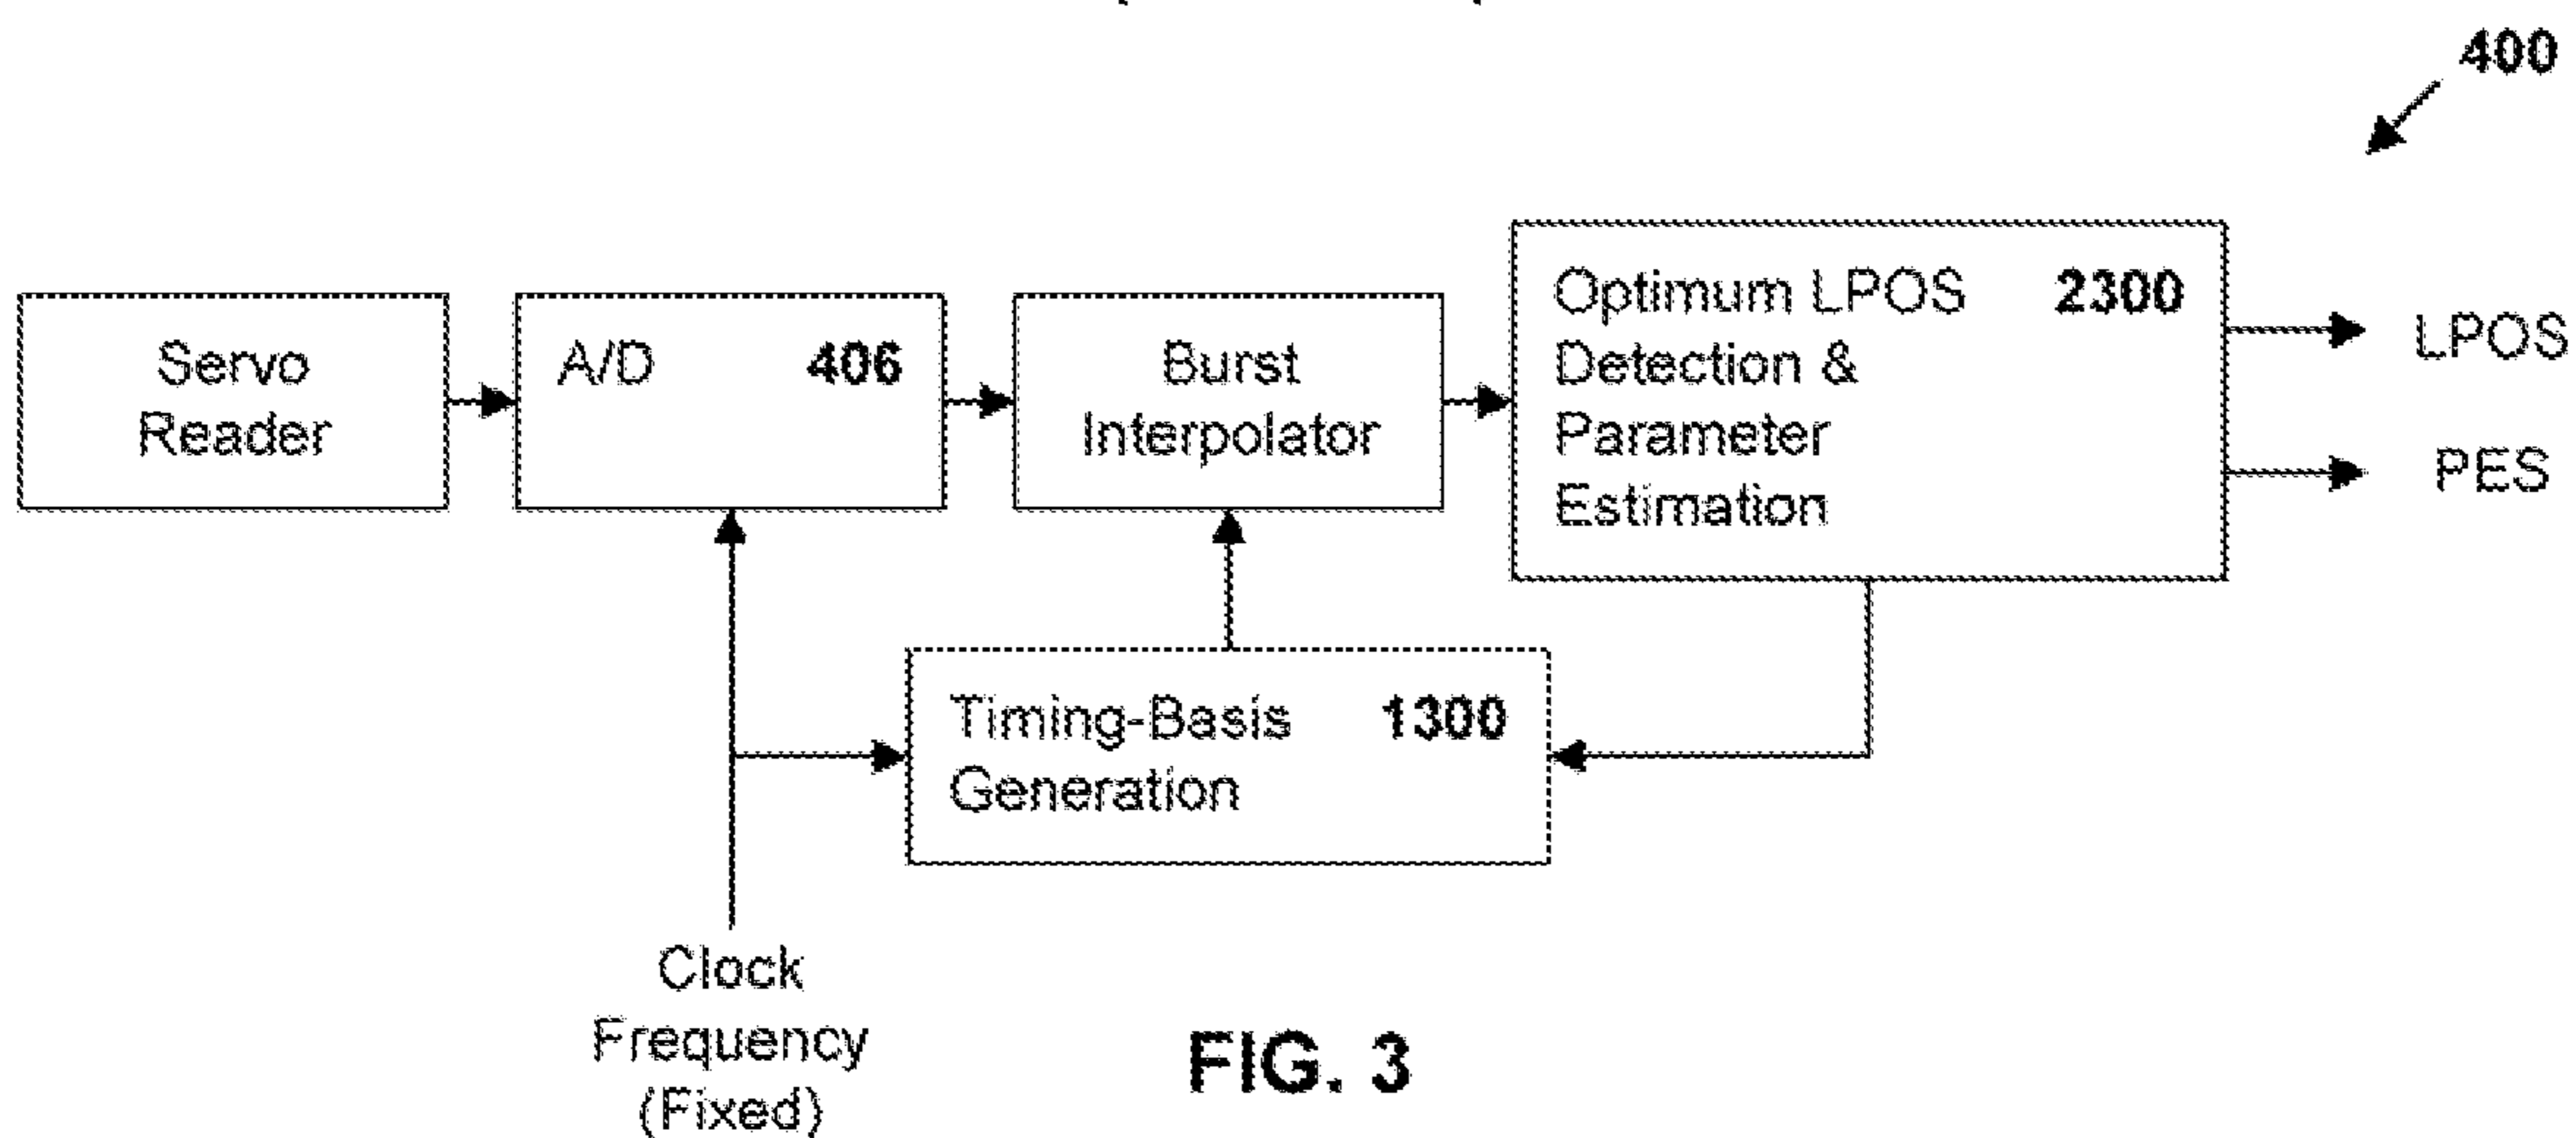 400
Servo
Reader
A/D 406
Burst
Interpolator
Optimum LPOS 2300
Detection &
Parameter
Estimation
LPOS
PES
Timing-Basis 1300
Generation
Clock
Frequency
(Fixed)
FIG. 3